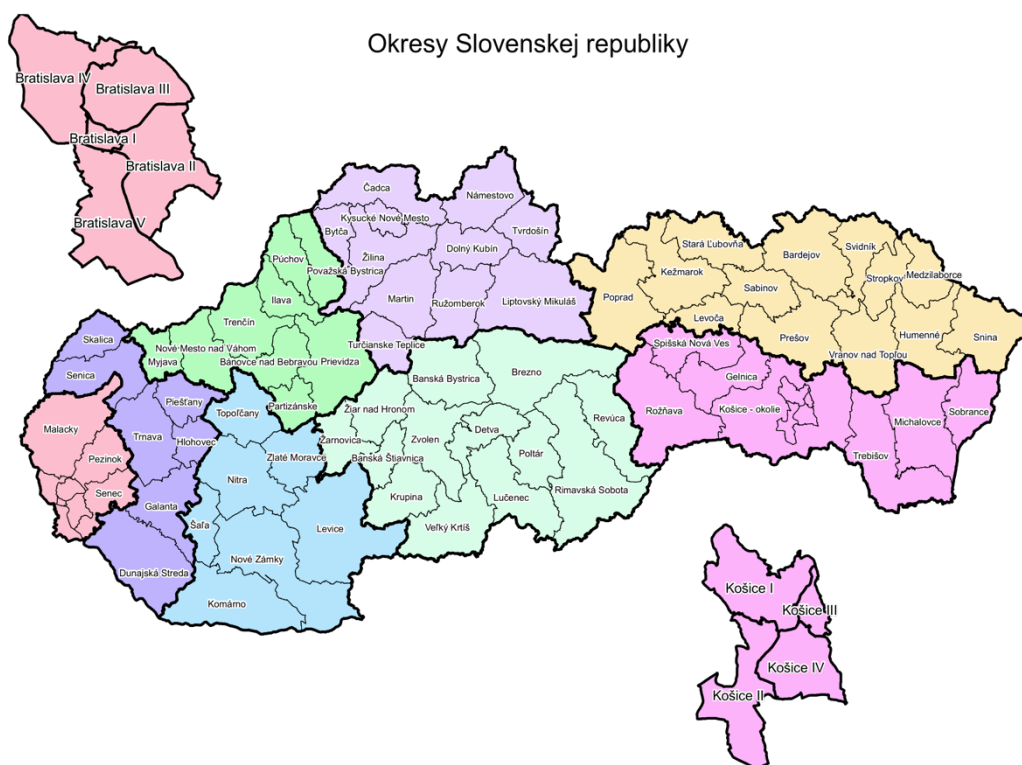 Okresy Slovenskej republiky
Bratislava IV
Bratislava III
Bratislava I
Bratislava II
Bratislava V
Čadca
Námestovo
Kysucké Nové Mesto
Bytča
Tvrdošín
Dolný Kubín
Žilina
Púchov
Považská Bystrica
Ilava
Martin
Ružomberok
Liptovský Mikuláš
Turčianske Teplice
Stará Ľubovňa
Bardejov
Svidník
Kežmarok
Stropkov
Medzilaborce
Poprad
Sabinov
Levoča
Prešov
Humenné
Snina
Vranov nad Topľou
Trenčín
Nové Mesto nad Váhom
Myjava
Bánovce nad Bebravou
Prievidza
Partizánske
Skalica
Senica
Piešťany
Trnava
Hlohovec
Galanta
Dunajská Streda
Malacky
Pezinok
Senec
Topoľčany
Zlaté Moravce
Nitra
Šaľa
Levice
Nové Zámky
Komárno
Banská Bystrica
Brezno
Žiar nad Hronom
Žarnovica
Zvolen
Detva
Revúca
Banská Štiavnica
Poltár
Krupina
Lučenec
Rimavská Sobota
Veľký Krtíš
Spišská Nová Ves
Gelnica
Rožňava
Košice - okolie
Michalovce
Sobrance
Trebišov
Košice I
Košice III
Košice IV
Košice II